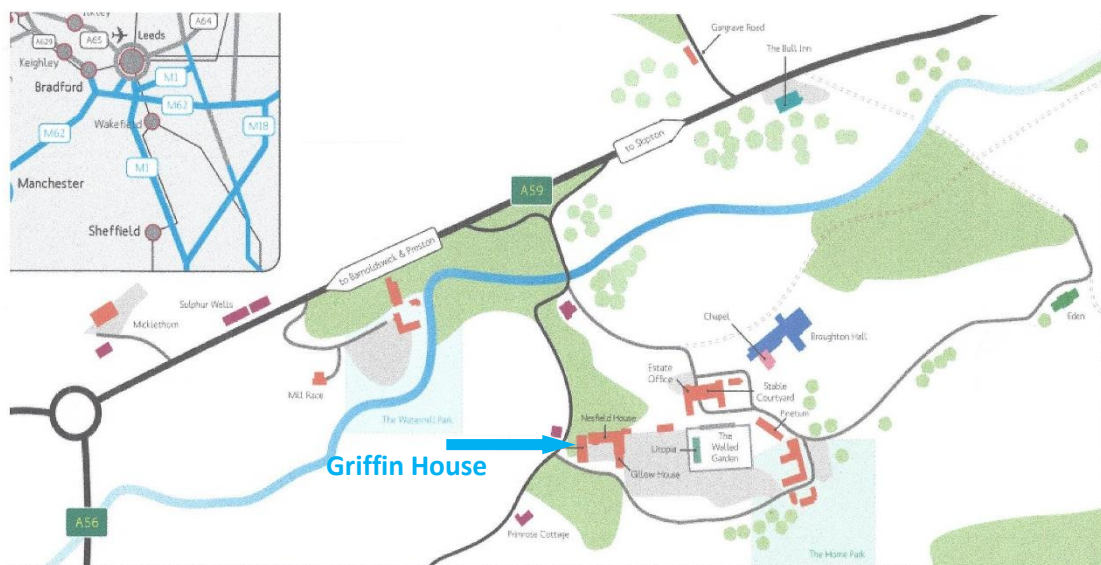 Ilkley
A64
A65
Leeds
A629
Keighley
Bradford
M1
M62
M62
Wakefield
M18
M1
Manchester
Sheffield
Gargrave Road
The Bull Inn
to Skipton
A59
to Barnoldswick & Preston
Sulphur Wells
Micklethorn
Mill Race
The Watermill Park
Chapel
Broughton Hall
Eden
Estate
Office
Stable
Courtyard
Pinetum
Nesfield House
Utopia
The
Walled
Garden
Gillow House
Griffin House
A56
Primrose Cottage
The Home Park